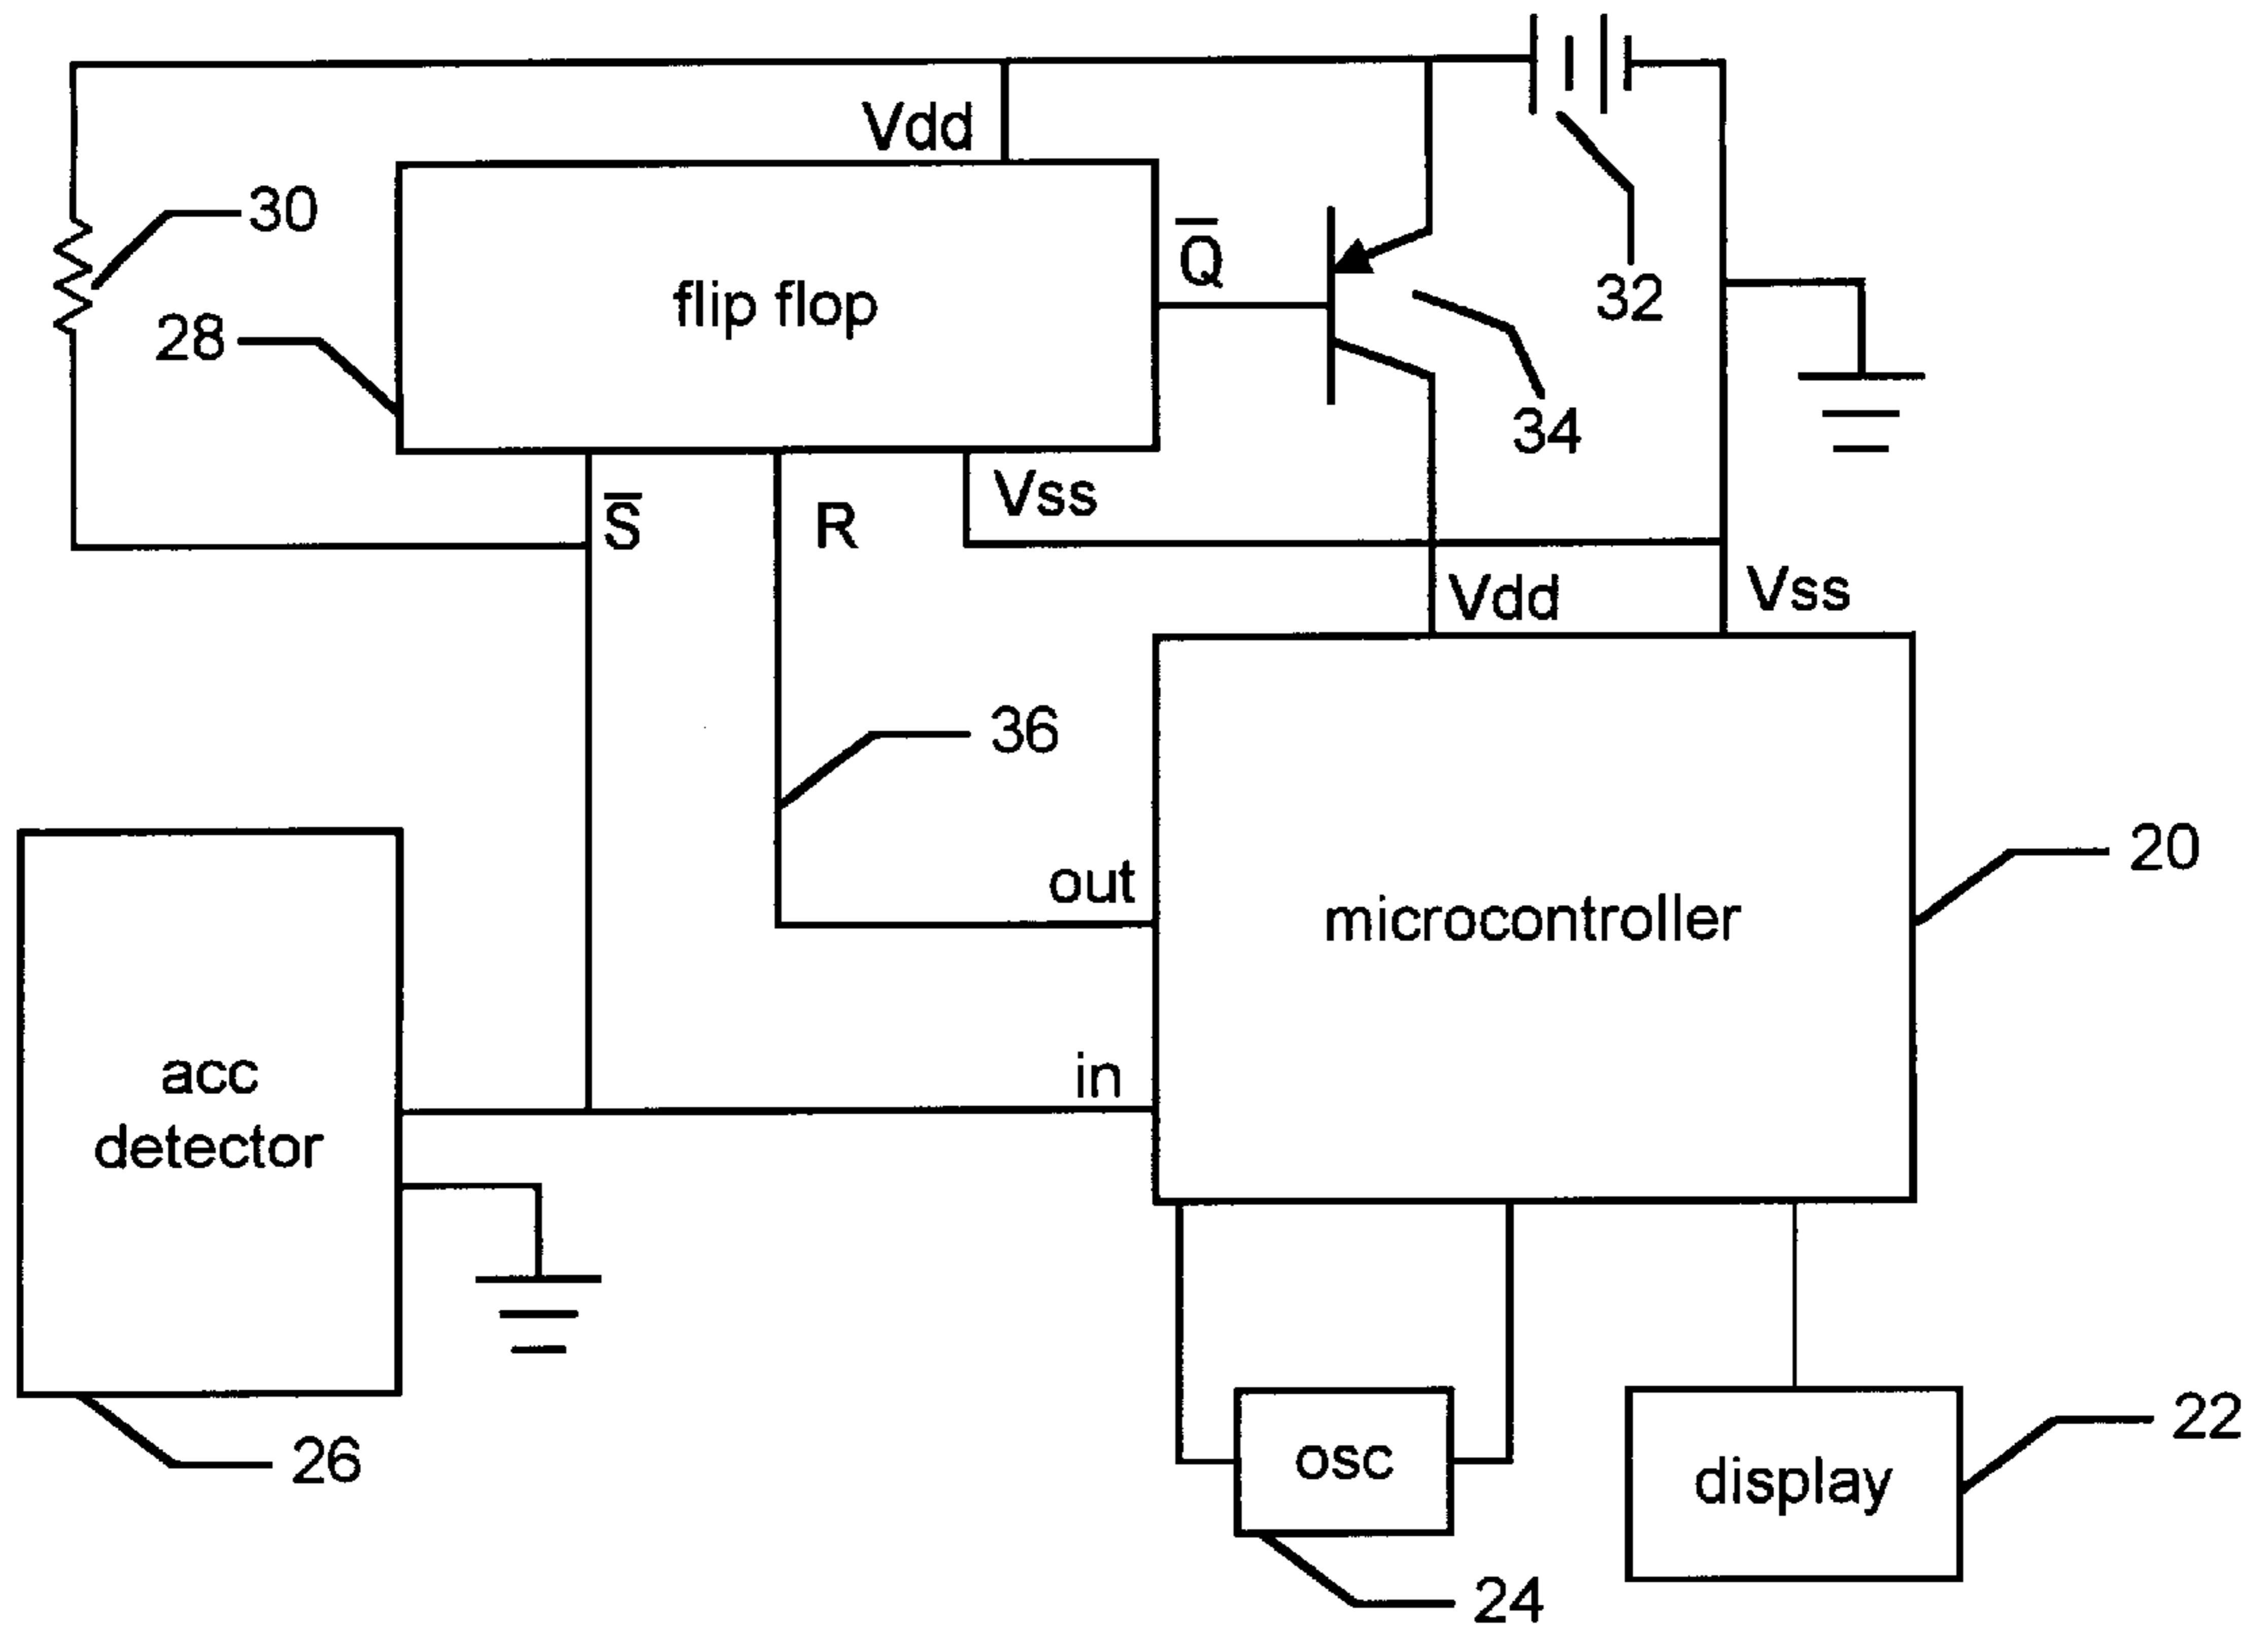 Vdd
30
Q̅
flip flop
32
28
34
S̅
R
Vss
Vdd
Vss
36
20
out
microcontroller
in
acc
detector
22
osc
display
26
24